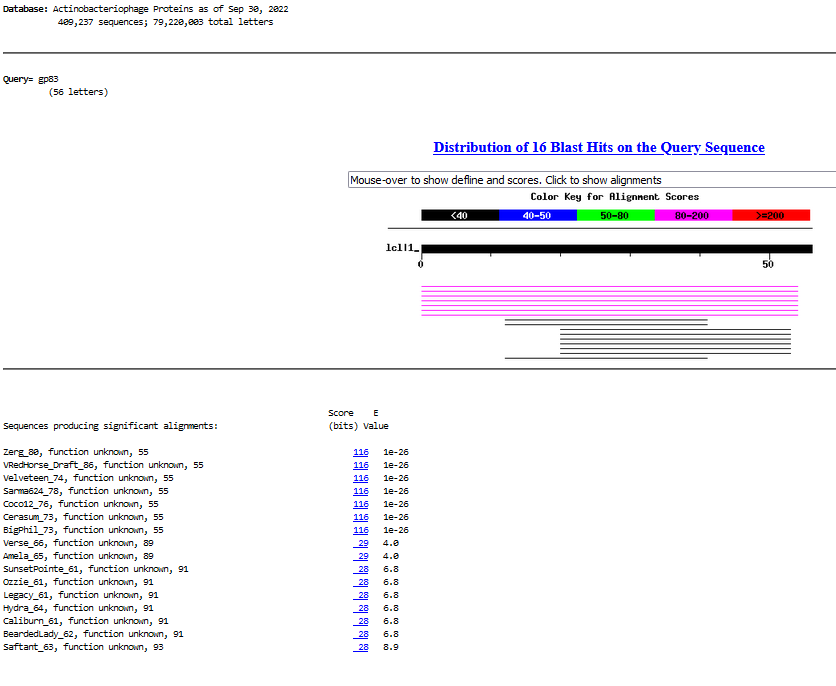 Database: Actinobacteriophage Proteins as of Sep 30, 2022
409,237 sequences; 79,220,003 total letters
Query= gp83
(56 letters)
Distribution of 16 Blast Hits on the Query Sequence
Mouse-over to show defline and scores. Click to show alignments
Color Key for Alignment Scores
<40 40-50 50-80 80-200 >=200
lcl|1_
0 50
Score E
Sequences producing significant alignments: (bits) Value
Zerg_80, function unknown, 55 116 1e-26
VRedHorse_Draft_86, function unknown, 55 116 1e-26
Velveteen_74, function unknown, 55 116 1e-26
Sarma624_78, function unknown, 55 116 1e-26
Coco12_76, function unknown, 55 116 1e-26
Cerasum_73, function unknown, 55 116 1e-26
BigPhil_73, function unknown, 55 116 1e-26
Verse_66, function unknown, 89 29 4.0
Amela_65, function unknown, 89 29 4.0
SunsetPointe_61, function unknown, 91 28 6.8
Ozzie_61, function unknown, 91 28 6.8
Legacy_61, function unknown, 91 28 6.8
Hydra_64, function unknown, 91 28 6.8
Caliburn_61, function unknown, 91 28 6.8
BeardedLady_62, function unknown, 91 28 6.8
Saftant_63, function unknown, 93 28 8.9